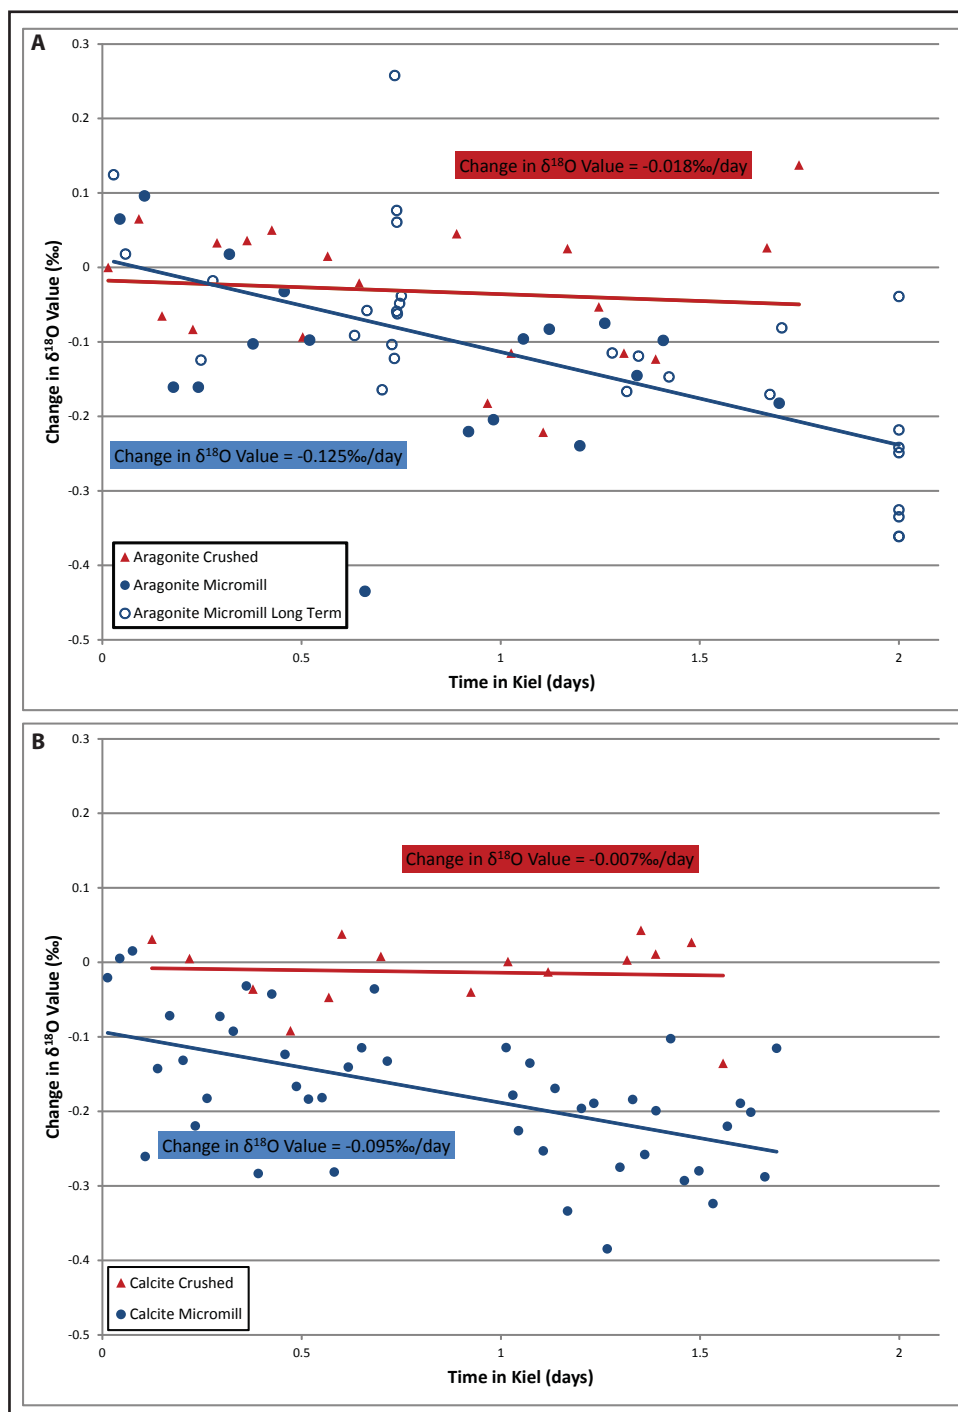 A
0.3
0.2
0.1
0
-0.1
-0.2
-0.3
-0.4
-0.5
Change in δ¹⁸O Value (‰)
Change in δ¹⁸O Value = -0.018‰/day
Change in δ¹⁸O Value = -0.125‰/day
Aragonite Crushed
Aragonite Micromill
Aragonite Micromill Long Term
0 0.5 1 1.5 2
Time in Kiel (days)
B
0.3
0.2
0.1
0
-0.1
-0.2
-0.3
-0.4
-0.5
Change in δ¹⁸O Value (‰)
Change in δ¹⁸O Value = -0.007‰/day
Change in δ¹⁸O Value = -0.095‰/day
Calcite Crushed
Calcite Micromill
0 0.5 1 1.5 2
Time in Kiel (days)